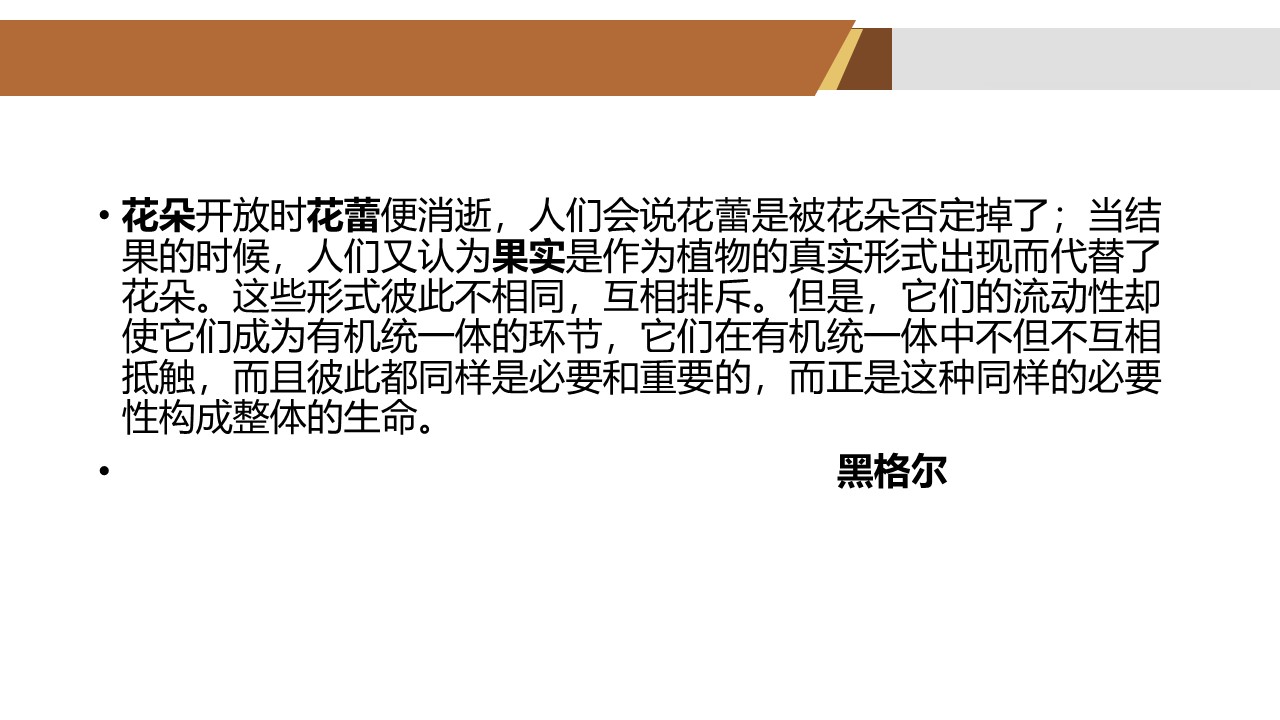 • 花朵开放时花蕾便消逝，人们会说花蕾是被花朵否定掉了；当结
果的时候，人们又认为果实是作为植物的真实形式出现而代替了
花朵。这些形式彼此不相同，互相排斥。但是，它们的流动性却
使它们成为有机统一体的环节，它们在有机统一体中不但不互相
抵触，而且彼此都同样是必要和重要的，而正是这种同样的必要
性构成整体的生命。
• 黑格尔